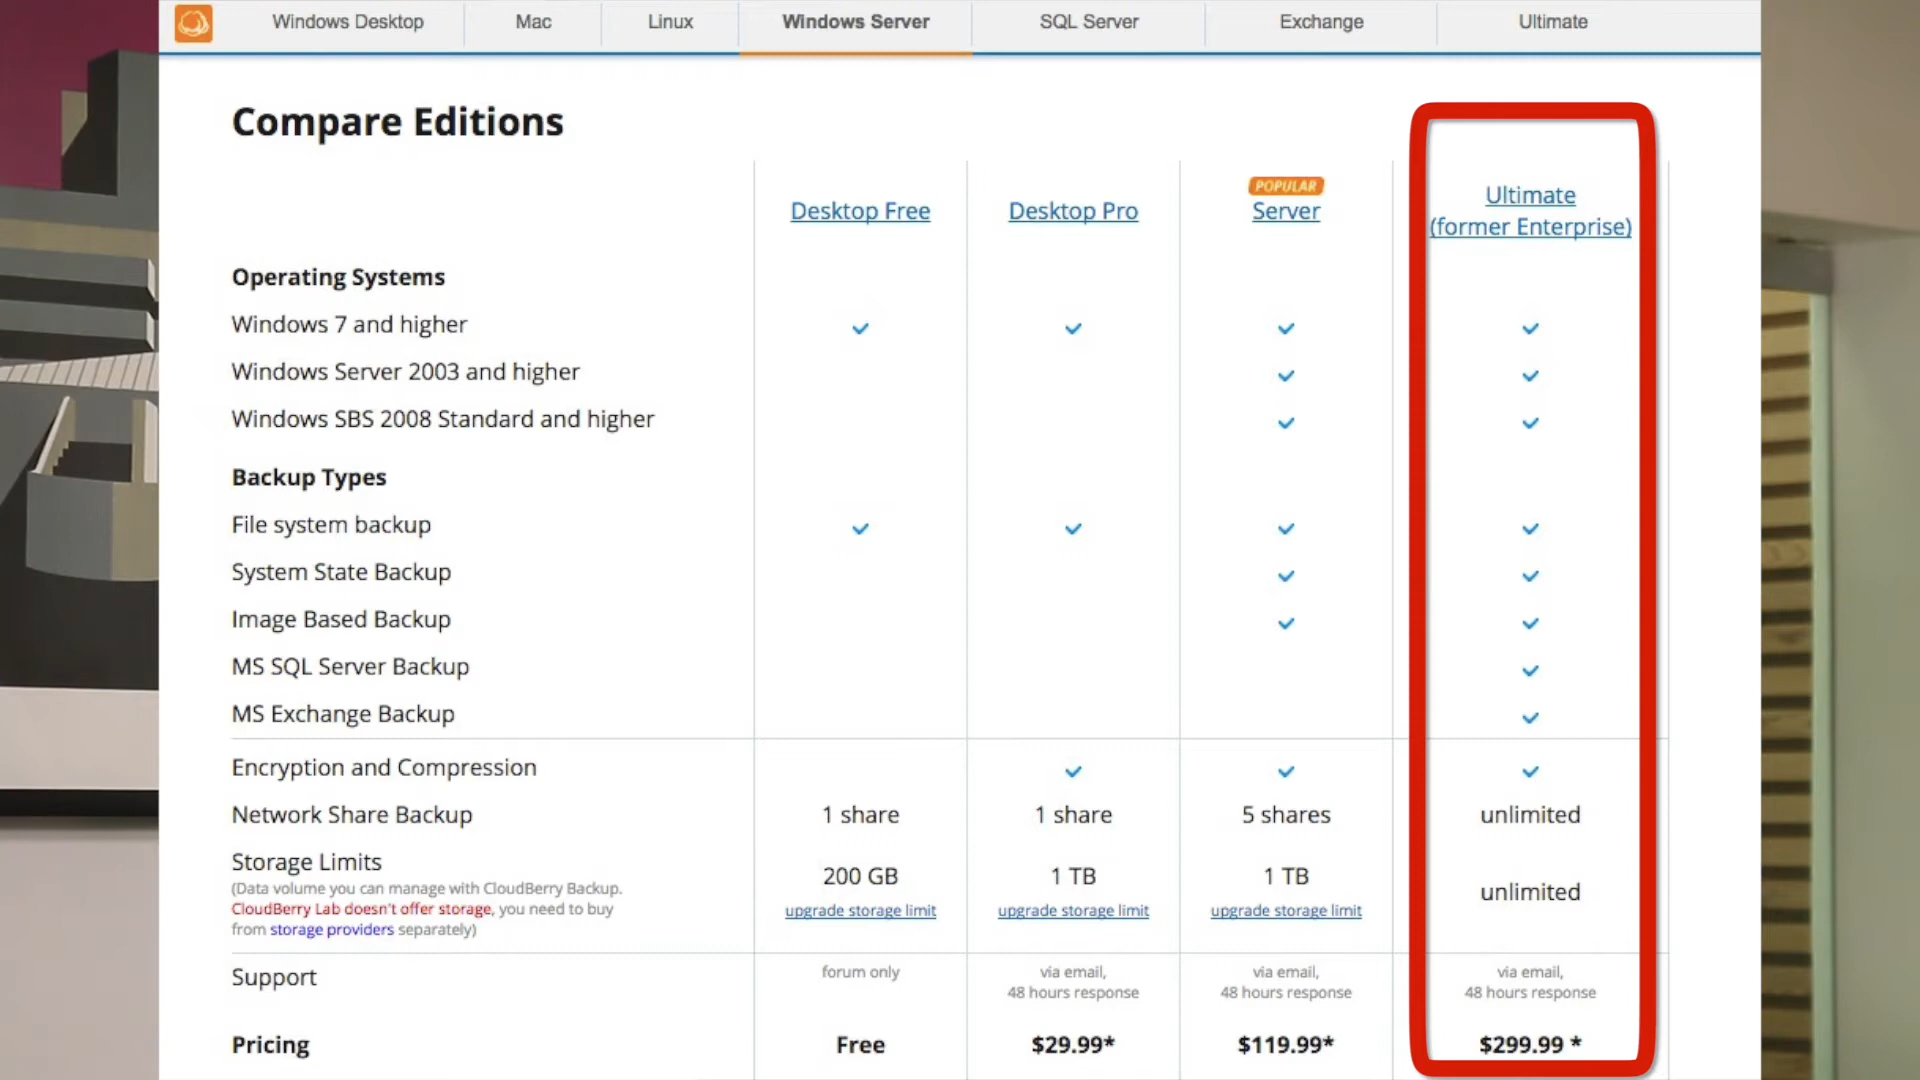 Windows Desktop Mac Linux Windows Server SQL Server Exchange Ultimate
Compare Editions
POPULAR
Desktop Free Desktop Pro Server Ultimate
(former Enterprise)
Operating Systems
Windows 7 and higher
Windows Server 2003 and higher
Windows SBS 2008 Standard and higher
Backup Types
File system backup
System State Backup
Image Based Backup
MS SQL Server Backup
MS Exchange Backup
Encryption and Compression
Network Share Backup 1 share 1 share 5 shares unlimited
Storage Limits 200 GB 1 TB 1 TB unlimited
(Data volume you can manage with CloudBerry Backup.
CloudBerry Lab doesn't offer storage, you need to buy upgrade storage limit upgrade storage limit upgrade storage limit
from storage providers separately)
Support forum only via email, via email, via email,
48 hours response 48 hours response 48 hours response
Pricing Free $29.99* $119.99* $299.99 *